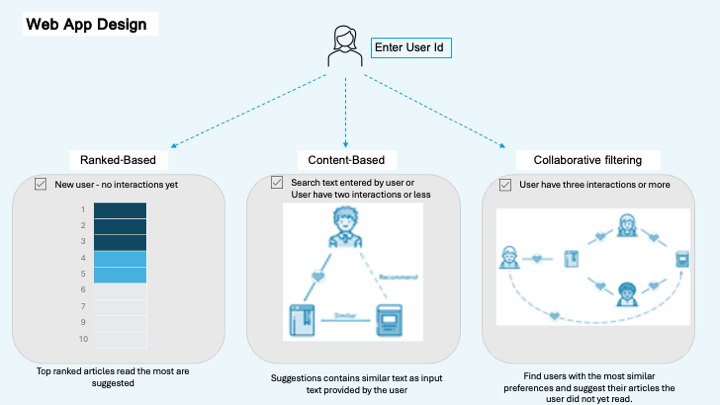 Web App Design
Enter User Id
Ranked-Based
New user - no interactions yet
1
2
3
4
5
6
7
9
10
Top ranked articles read the most are
suggested
Content-Based
Search text entered by user or
User have two interactions or less
Recommend
Similar
Suggestions contains similar text as input
text provided by the user
Collaborative filtering
User have three interactions or more
Find users with the most similar
preferences and suggest their articles the
user did not yet read.